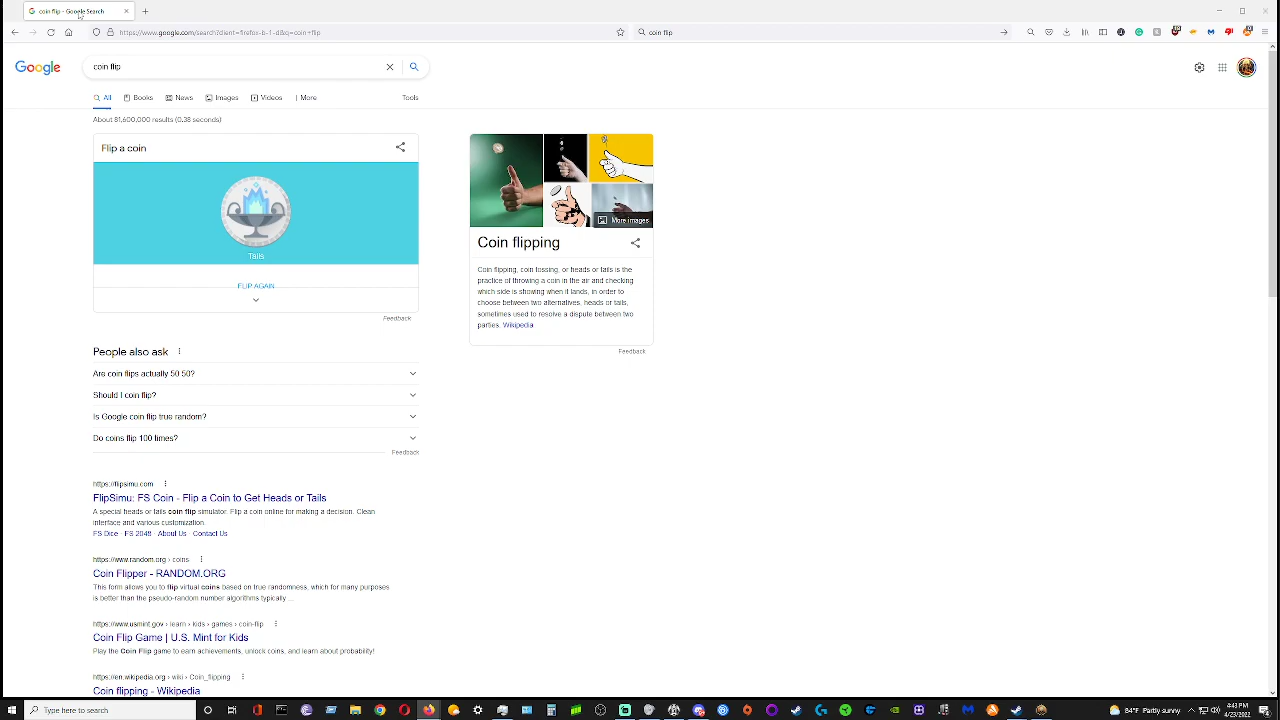 coin flip - Google Search
https://www.google.com/search?client=firefox-b-1-d&q=coin+flip
coin flip
Google
coin flip
All
Books
News
Images
Videos
More
Tools
About 81,600,000 results (0.38 seconds)
Flip a coin
Tails
FLIP AGAIN
Feedback
More images
Coin flipping
Coin flipping, coin tossing, or heads or tails is the
practice of throwing a coin in the air and checking
which side is showing when it lands, in order to
choose between two alternatives, heads or tails,
sometimes used to resolve a dispute between two
parties. Wikipedia
Feedback
People also ask
Are coin flips actually 50 50?
Should I coin flip?
Is Google coin flip true random?
Do coins flip 100 times?
Feedback
https://flipsimu.com
FlipSimu: FS Coin - Flip a Coin to Get Heads or Tails
A special heads or tails coin flip simulator. Flip a coin online for making a decision. Clean
interface and various customization.
FS Dice · FS 2048 · About Us · Contact Us
https://www.random.org › coins
Coin Flipper - RANDOM.ORG
This form allows you to flip virtual coins based on true randomness, which for many purposes
is better than the pseudo-random number algorithms typically ...
https://www.usmint.gov › learn › kids › games › coin-flip
Coin Flip Game | U.S. Mint for Kids
Play the Coin Flip game to earn achievements, unlock coins, and learn about probability!
https://en.wikipedia.org › wiki › Coin_flipping
Coin flipping - Wikipedia
Type here to search
84°F Partly sunny
4:43 PM
4/23/2022